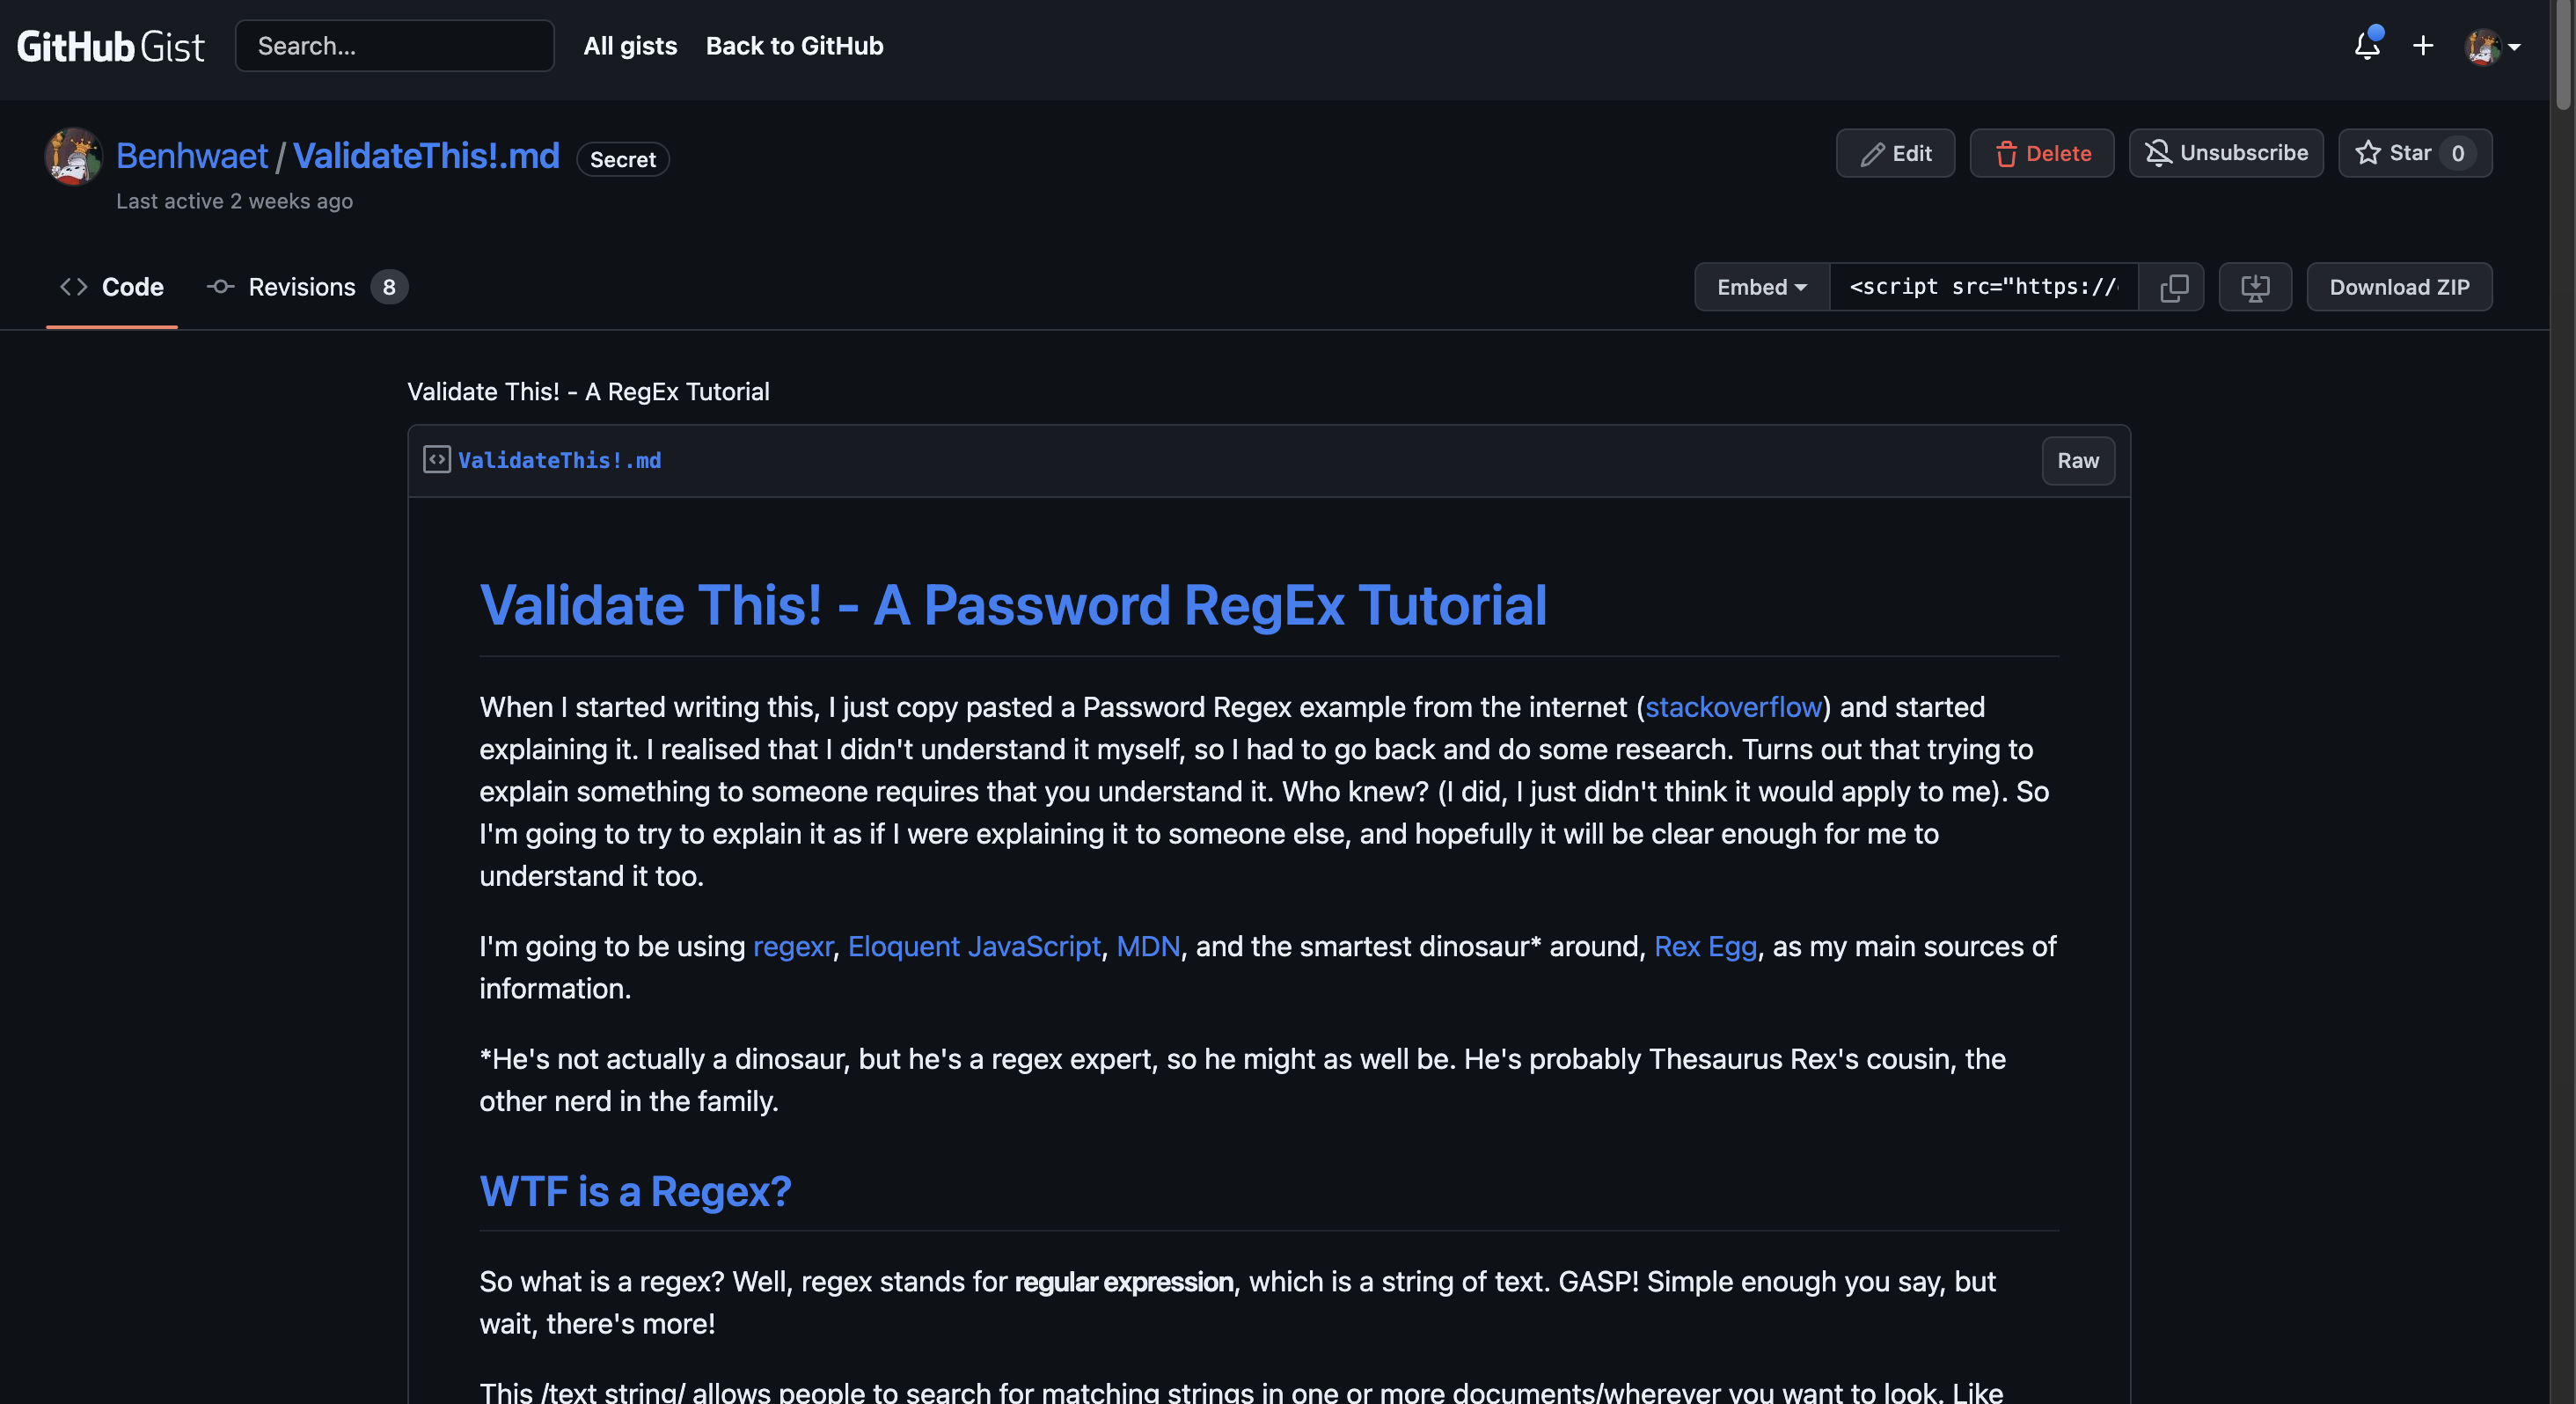 GitHub Gist Search... All gists Back to GitHub
Benhwaet / ValidateThis!.md Secret
Last active 2 weeks ago
Edit Delete Unsubscribe Star 0
Code Revisions 8
Embed <script src="https:// Download ZIP
Validate This! - A RegEx Tutorial
ValidateThis!.md Raw
Validate This! - A Password RegEx Tutorial
When I started writing this, I just copy pasted a Password Regex example from the internet (stackoverflow) and started
explaining it. I realised that I didn't understand it myself, so I had to go back and do some research. Turns out that trying to
explain something to someone requires that you understand it. Who knew? (I did, I just didn't think it would apply to me). So
I'm going to try to explain it as if I were explaining it to someone else, and hopefully it will be clear enough for me to
understand it too.
I'm going to be using regexr, Eloquent JavaScript, MDN, and the smartest dinosaur* around, Rex Egg, as my main sources of
information.
*He's not actually a dinosaur, but he's a regex expert, so he might as well be. He's probably Thesaurus Rex's cousin, the
other nerd in the family.
WTF is a Regex?
So what is a regex? Well, regex stands for regular expression, which is a string of text. GASP! Simple enough you say, but
wait, there's more!
This /text string/ allows people to search for matching strings in one or more documents/wherever you want to look. Like